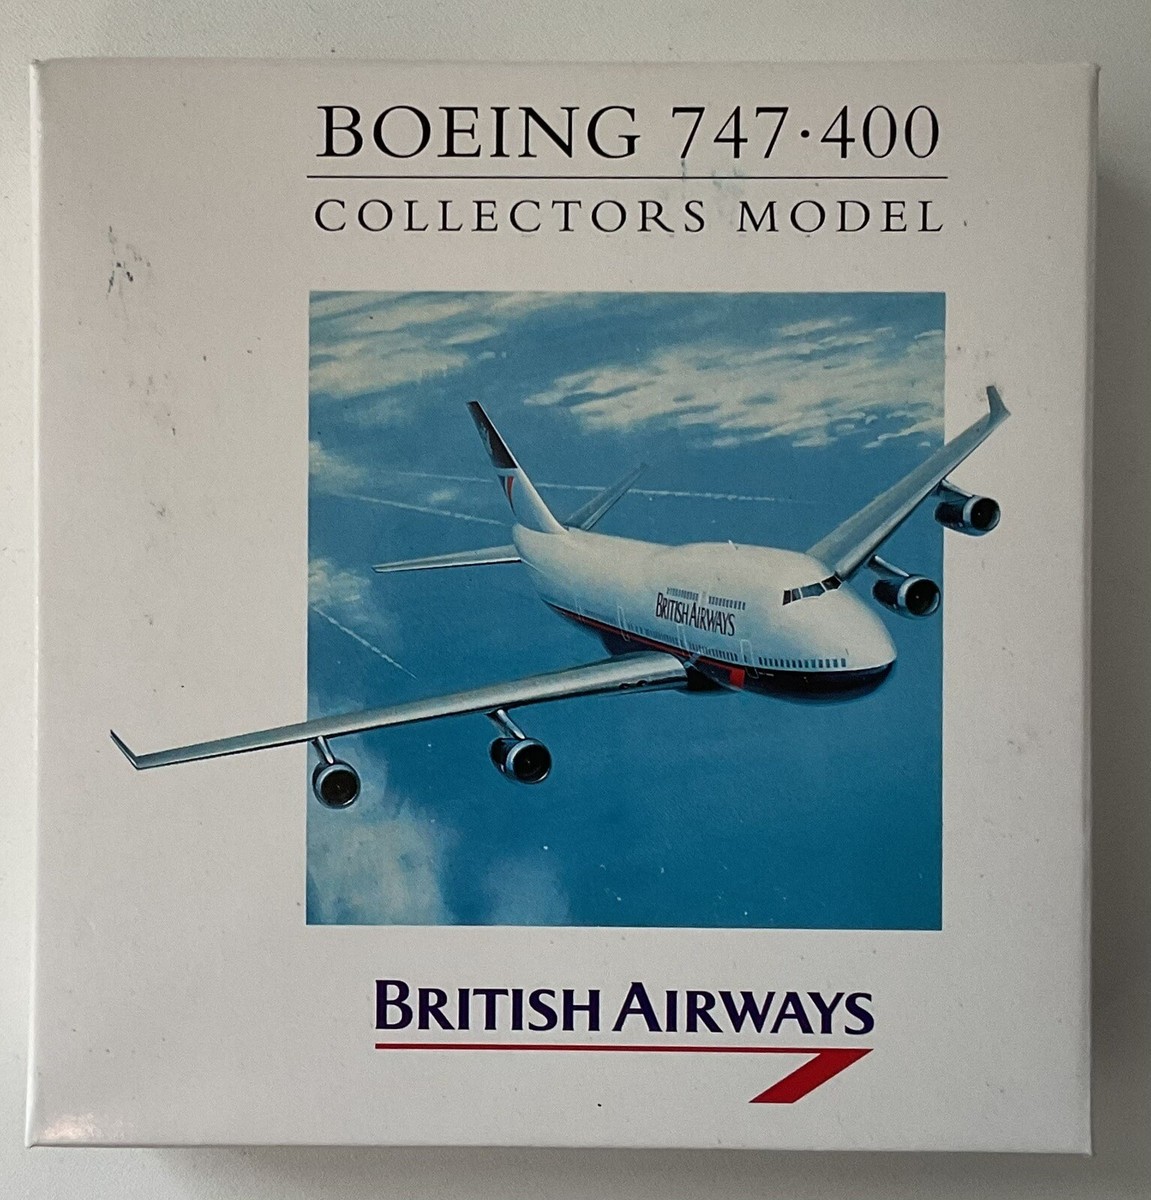 BOEING 747·400
COLLECTORS MODEL
BRITISH AIRWAYS
BRITISH AIRWAYS